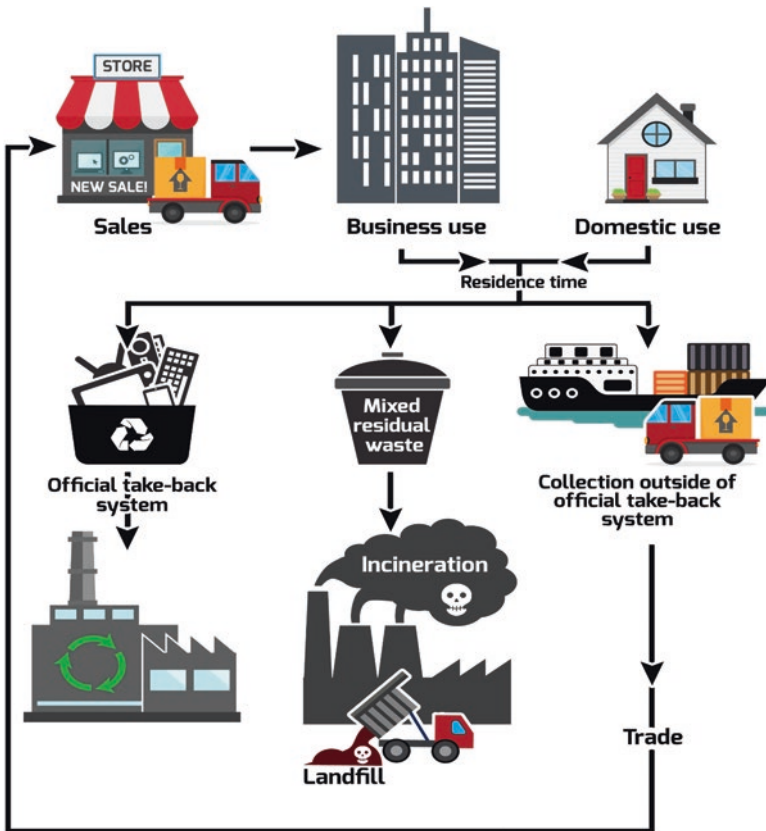 STORE
NEW SALE!
Sales
Business use
Domestic use
Residence time
Official take-back
system
Mixed
residual
waste
Collection outside of
official take-back
system
Incineration
Landfill
Trade